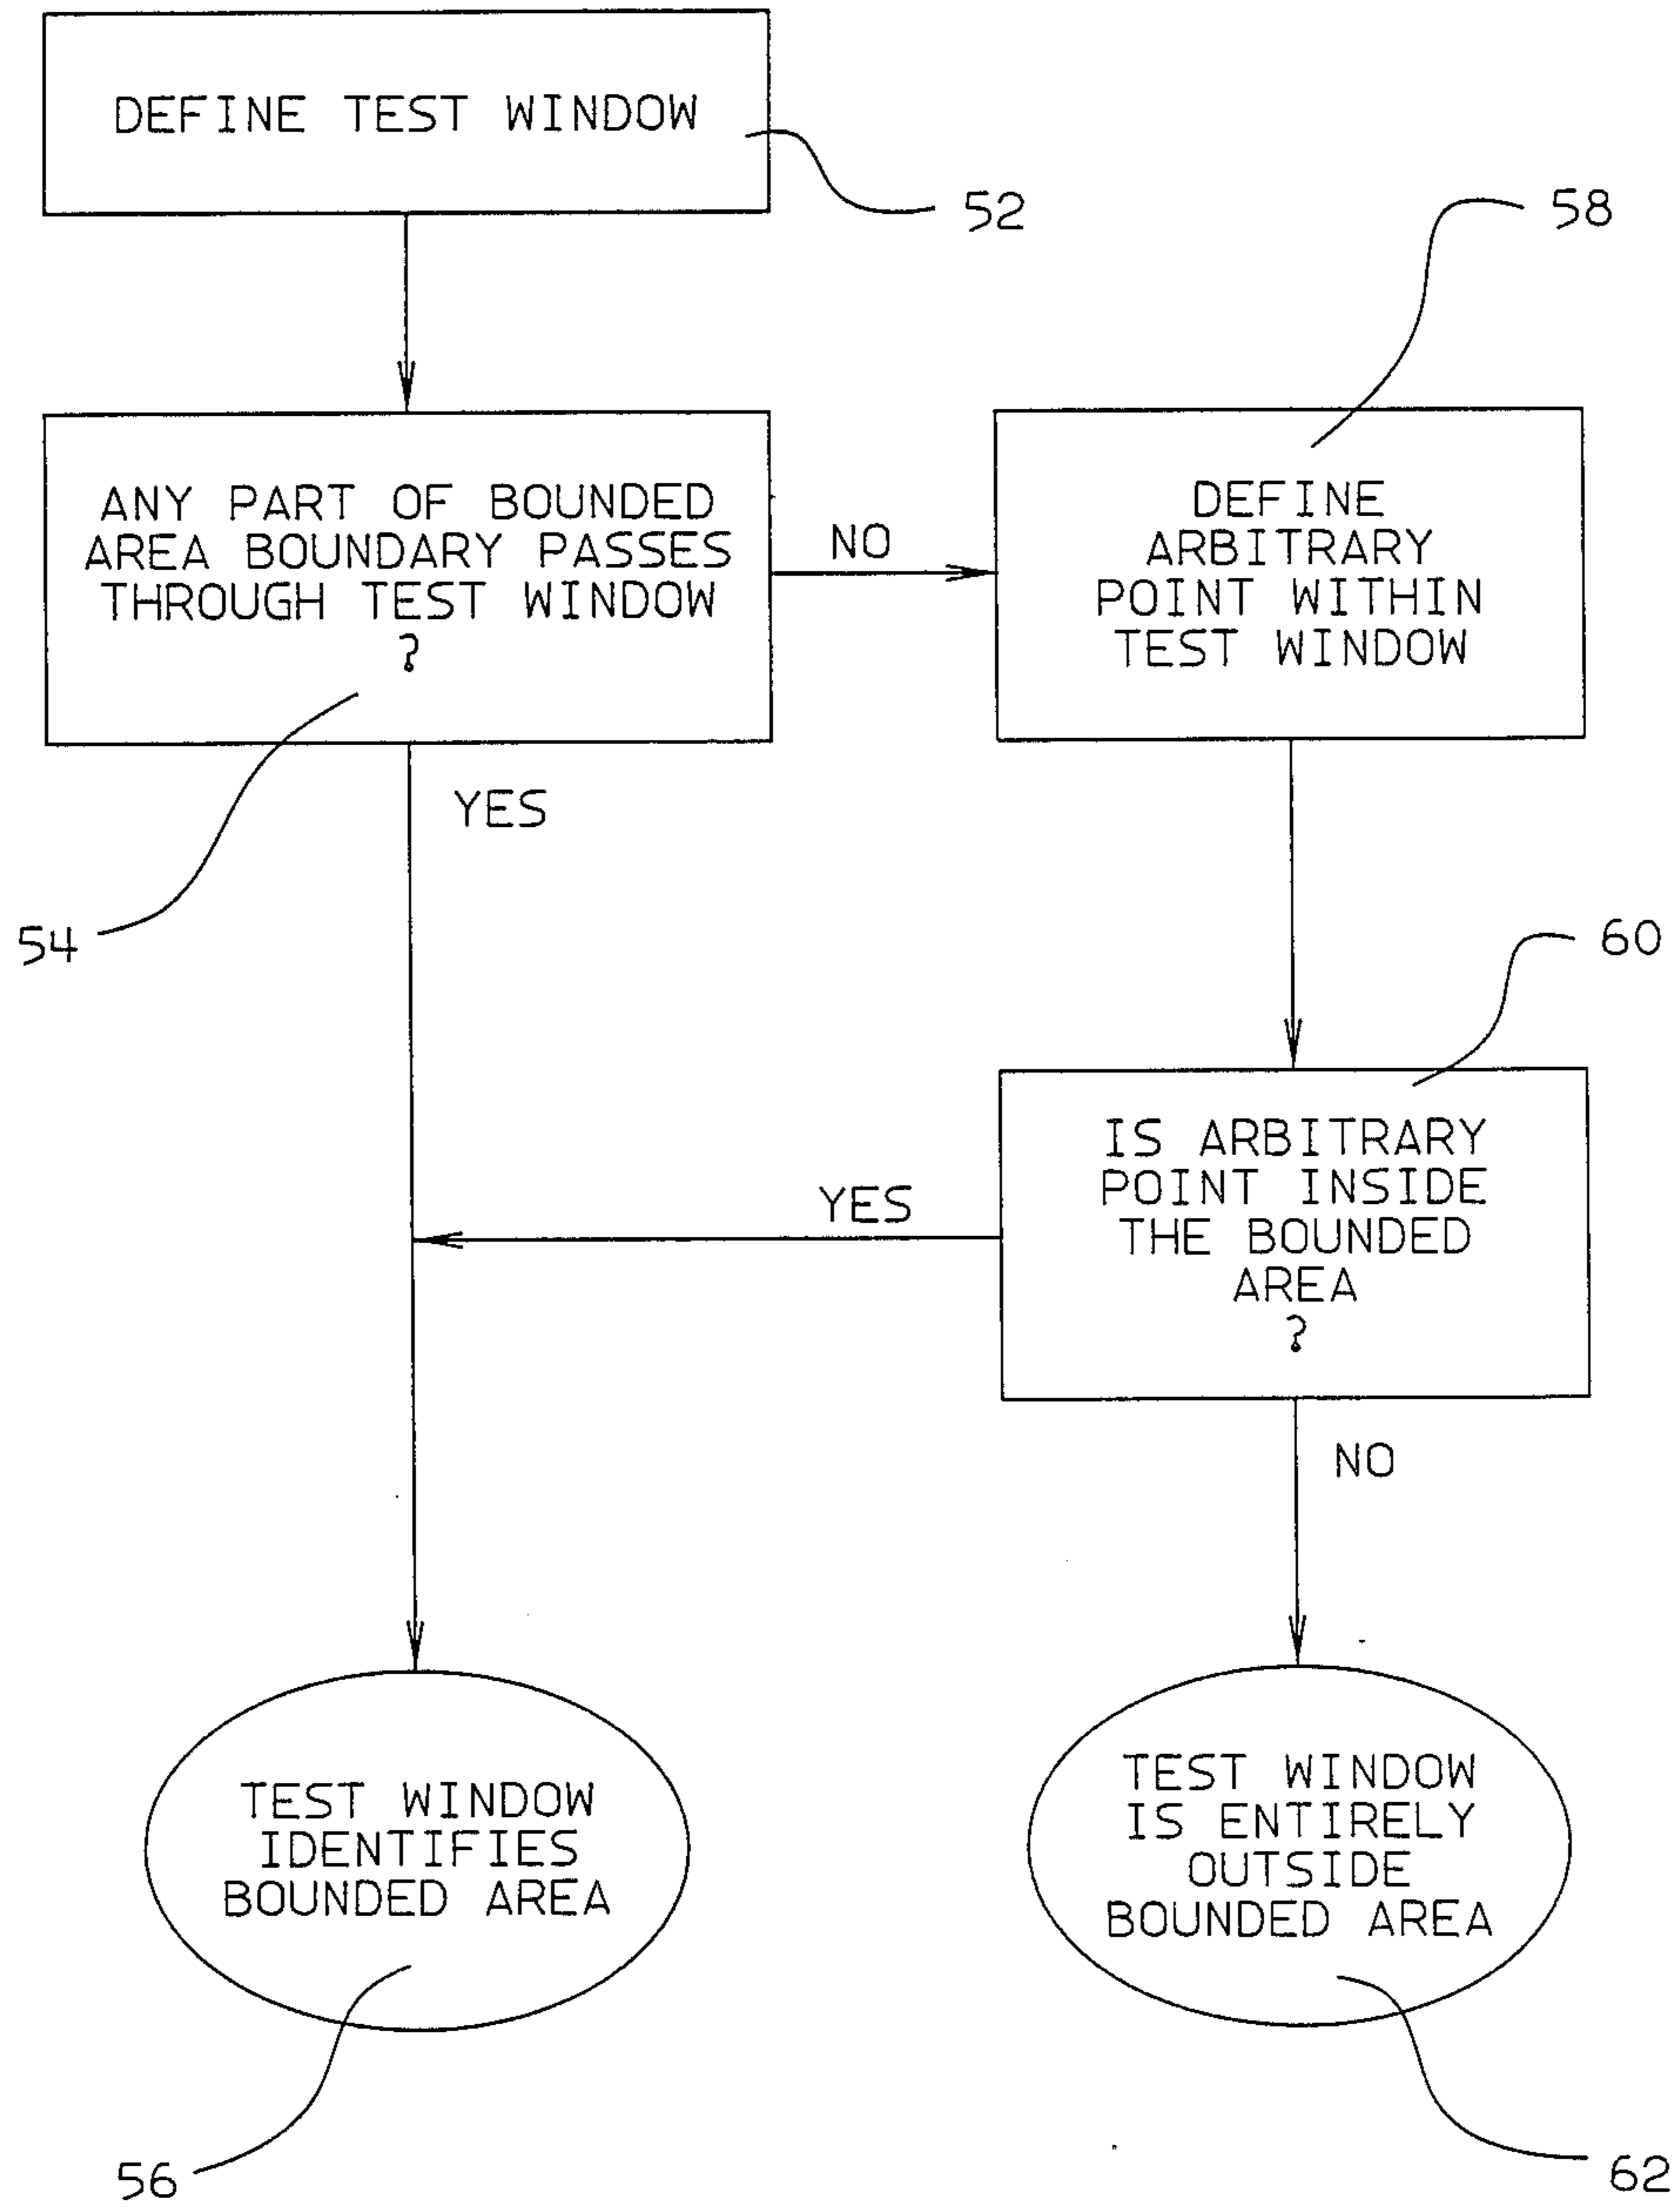 DEFINE TEST WINDOW
52
58
ANY PART OF BOUNDED
AREA BOUNDARY PASSES
THROUGH TEST WINDOW
?
NO
DEFINE
ARBITRARY
POINT WITHIN
TEST WINDOW
YES
54
60
IS ARBITRARY
POINT INSIDE
THE BOUNDED
AREA
?
YES
NO
TEST WINDOW
IDENTIFIES
BOUNDED AREA
TEST WINDOW
IS ENTIRELY
OUTSIDE
BOUNDED AREA
56
62